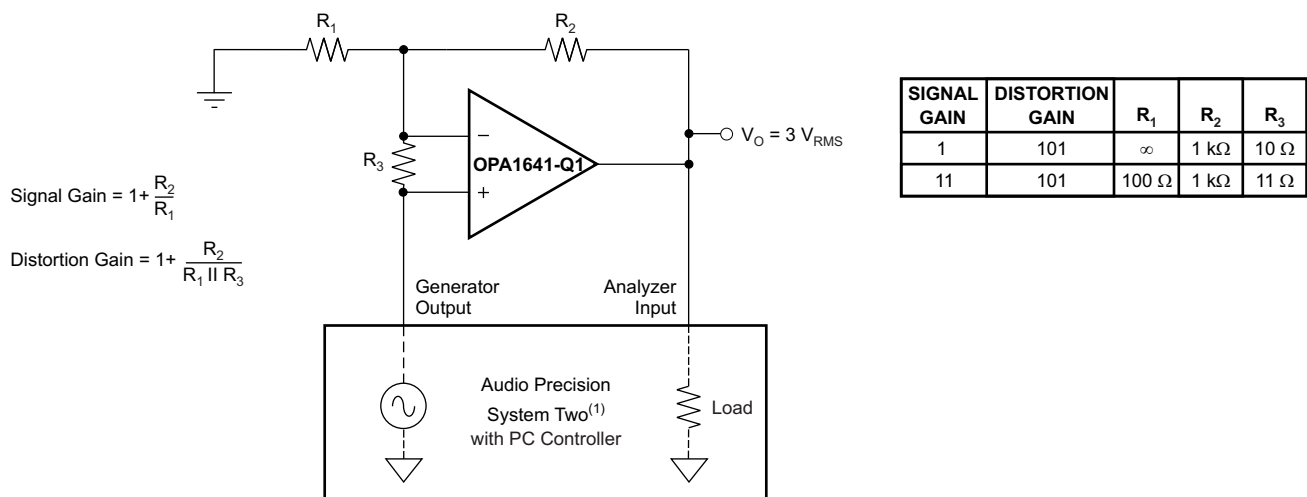 R₁
R₂
SIGNAL GAIN DISTORTION GAIN R₁ R₂ R₃
1 101 ∞ 1 kΩ 10 Ω
11 101 100 Ω 1 kΩ 11 Ω
−
V_O = 3 V_RMS
R₃
OPA1641-Q1
+
Signal Gain = 1+ R₂/R₁
Distortion Gain = 1+ R₂/(R₁ II R₃)
Generator
Output
Analyzer
Input
Audio Precision
System Two⁽¹⁾
with PC Controller
Load